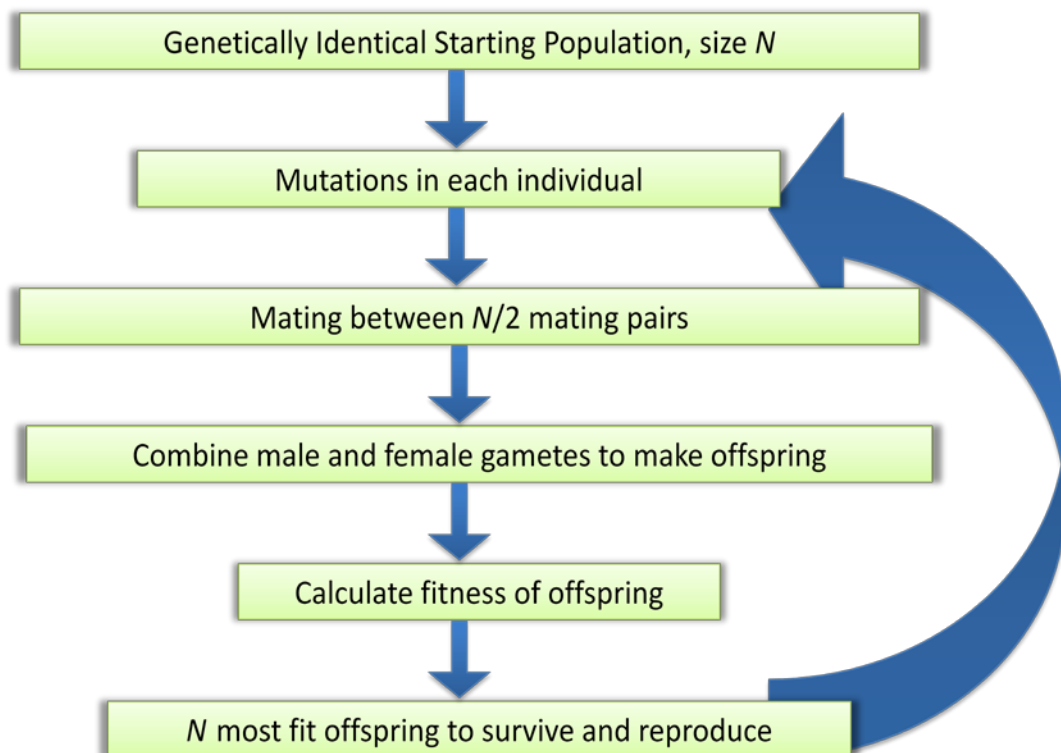 Genetically Identical Starting Population, size N
Mutations in each individual
Mating between N/2 mating pairs
Combine male and female gametes to make offspring
Calculate fitness of offspring
N most fit offspring to survive and reproduce